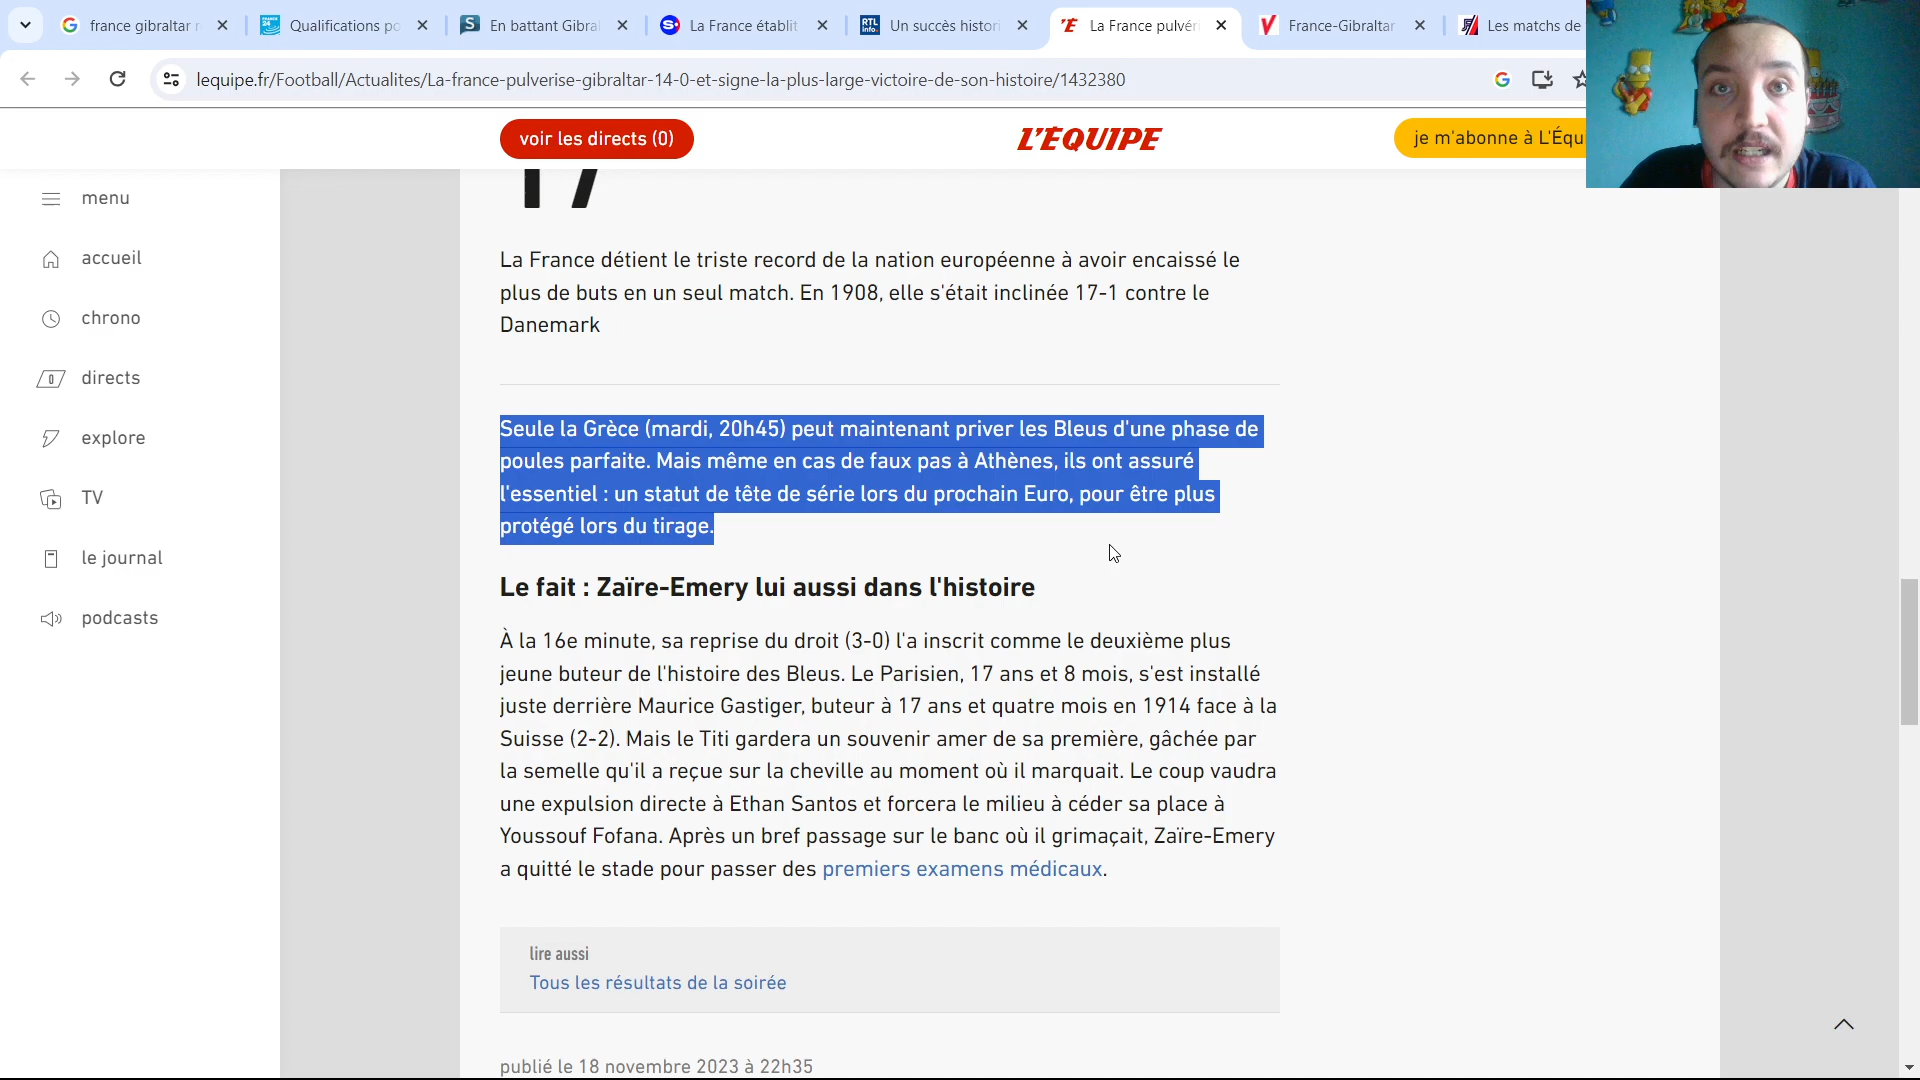 france gibraltar r
Qualifications po
En battant Gibra
La France établit
Un succès histori
La France pulvéri
France-Gibraltar
Les matchs de
lequipe.fr/Football/Actualites/La-france-pulverise-gibraltar-14-0-et-signe-la-plus-large-victoire-de-son-histoire/1432380
voir les directs (0)
L'ÉQUIPE
je m'abonne à L'Équ
menu
accueil
chrono
directs
explore
TV
le journal
podcasts
17
La France détient le triste record de la nation européenne à avoir encaissé le
plus de buts en un seul match. En 1908, elle s'était inclinée 17-1 contre le
Danemark
Seule la Grèce (mardi, 20h45) peut maintenant priver les Bleus d'une phase de
poules parfaite. Mais même en cas de faux pas à Athènes, ils ont assuré
l'essentiel : un statut de tête de série lors du prochain Euro, pour être plus
protégé lors du tirage.
Le fait : Zaïre-Emery lui aussi dans l'histoire
À la 16e minute, sa reprise du droit (3-0) l'a inscrit comme le deuxième plus
jeune buteur de l'histoire des Bleus. Le Parisien, 17 ans et 8 mois, s'est installé
juste derrière Maurice Gastiger, buteur à 17 ans et quatre mois en 1914 face à la
Suisse (2-2). Mais le Titi gardera un souvenir amer de sa première, gâchée par
la semelle qu'il a reçue sur la cheville au moment où il marquait. Le coup vaudra
une expulsion directe à Ethan Santos et forcera le milieu à céder sa place à
Youssouf Fofana. Après un bref passage sur le banc où il grimaçait, Zaïre-Emery
a quitté le stade pour passer des premiers examens médicaux.
lire aussi
Tous les résultats de la soirée
publié le 18 novembre 2023 à 22h35